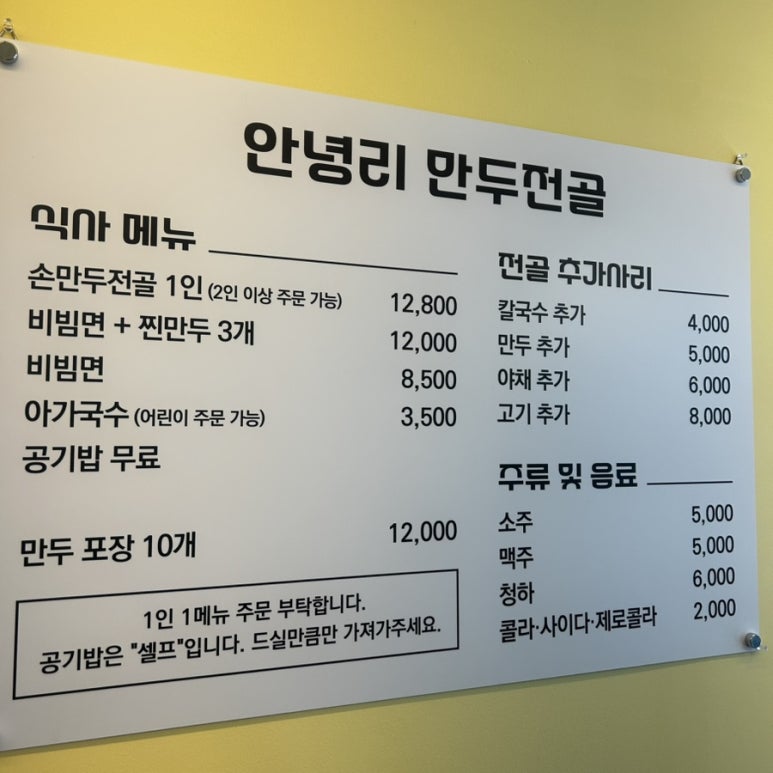 안녕리 만두전골
식사 메뉴
손만두전골 1인 (2인 이상 주문 가능) 12,800
비빔면 + 찐만두 3개 12,000
비빔면 8,500
아가국수 (어린이 주문 가능) 3,500
공기밥 무료
만두 포장 10개 12,000
1인 1메뉴 주문 부탁합니다.
공기밥은 "셀프"입니다. 드실만큼만 가져가주세요.
전골 추가사리
칼국수 추가 4,000
만두 추가 5,000
야채 추가 6,000
고기 추가 8,000
주류 및 음료
소주 5,000
맥주 5,000
청하 6,000
콜라·사이다·제로콜라 2,000